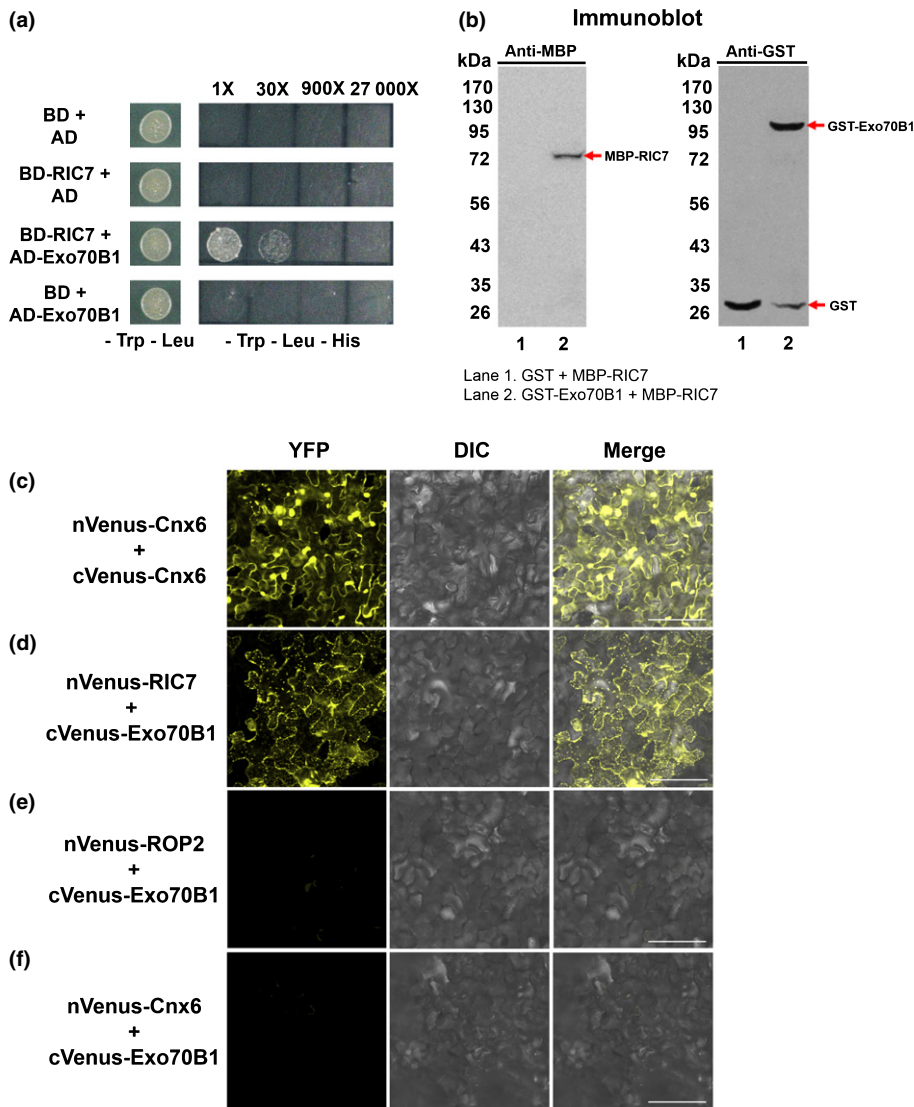 (a)
1X 30X 900X 27 000X
BD +
AD
BD-RIC7 +
AD
BD-RIC7 +
AD-Exo70B1
BD +
AD-Exo70B1
- Trp - Leu
- Trp - Leu - His
(b)
Immunoblot
kDa
Anti-MBP
170
130
95
72
56
43
35
26
MBP-RIC7
1 2
kDa
Anti-GST
170
130
95
72
56
43
35
26
GST-Exo70B1
GST
1 2
Lane 1. GST + MBP-RIC7
Lane 2. GST-Exo70B1 + MBP-RIC7
YFP DIC Merge
(c)
nVenus-Cnx6
+
cVenus-Cnx6
(d)
nVenus-RIC7
+
cVenus-Exo70B1
(e)
nVenus-ROP2
+
cVenus-Exo70B1
(f)
nVenus-Cnx6
+
cVenus-Exo70B1